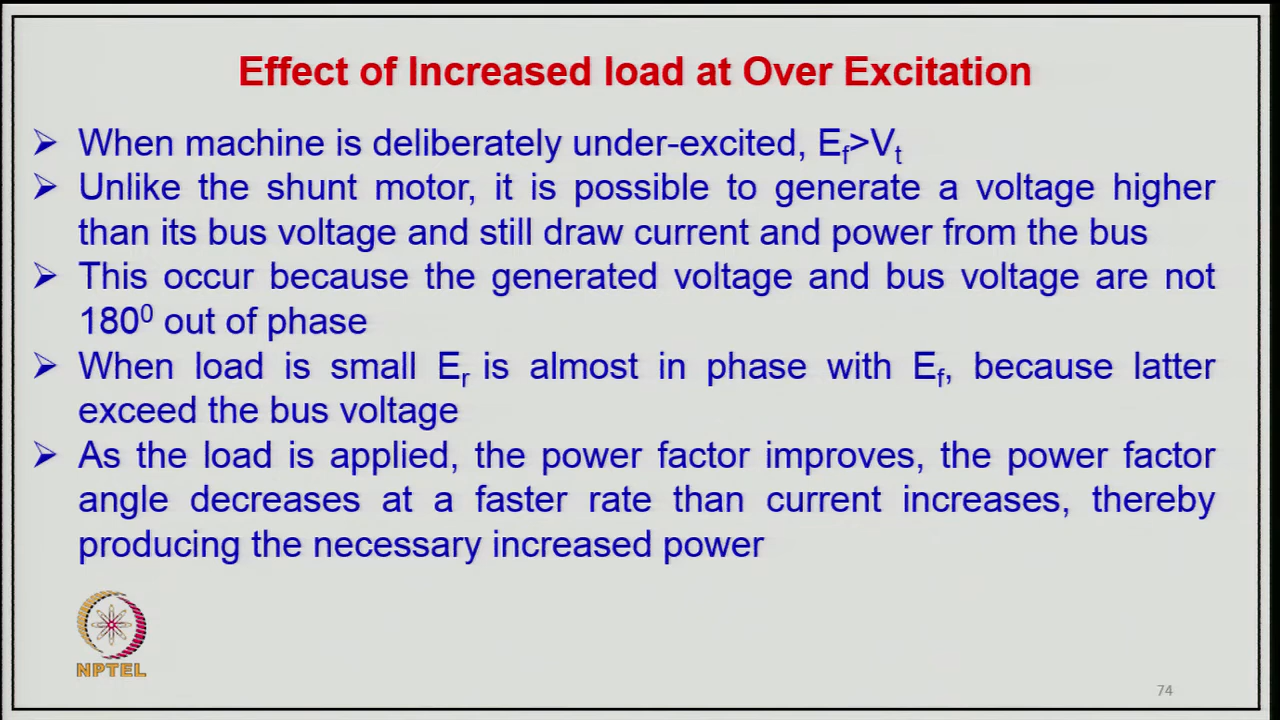 Effect of Increased load at Over Excitation
➢ When machine is deliberately under-excited, Ef>Vt
➢ Unlike the shunt motor, it is possible to generate a voltage higher
than its bus voltage and still draw current and power from the bus
➢ This occur because the generated voltage and bus voltage are not
180⁰ out of phase
➢ When load is small Er is almost in phase with Ef, because latter
exceed the bus voltage
➢ As the load is applied, the power factor improves, the power factor
angle decreases at a faster rate than current increases, thereby
producing the necessary increased power
NPTEL
74